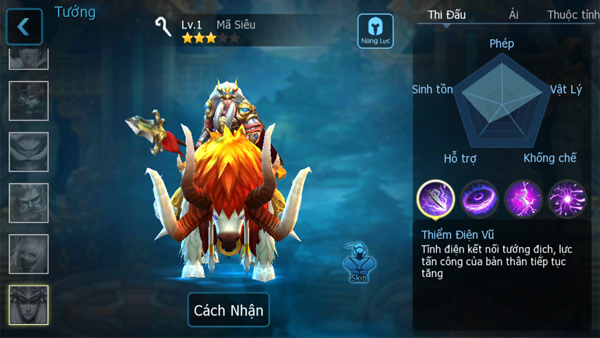 Tướng
Lv.1 Mã Siêu
Năng Lực
Thi Đấu Ải Thuộc tính
Phép
Sinh tồn
Vật Lý
Hỗ trợ
Khống chế
Thiểm Điên Vũ
Tĩnh điện kết nối tướng địch, lực
tấn công của bản thân tiếp tục
tăng
Skin
Cách Nhận